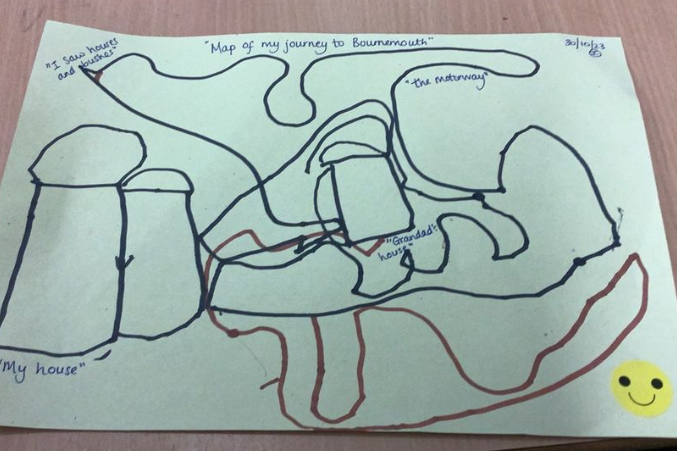 "Map of my journey to Bournemouth"
30/10/23
"I saw houses
and bushes"
"the motorway"
"Grandad's
house"
"My house"